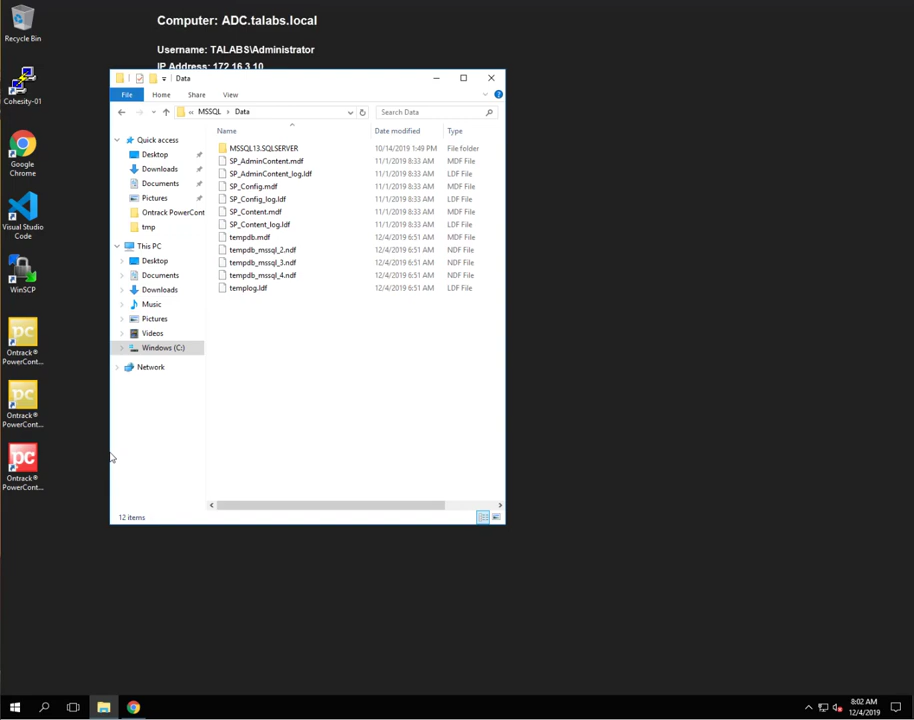 Computer: ADC.talabs.local
Username: TALABS\Administrator
IP Address: 172.16.3.10
Recycle Bin
Cohesity-01
Google
Chrome
Visual Studio
Code
WinSCP
Ontrack®
PowerCont...
Ontrack®
PowerCont...
Ontrack®
PowerCont...
Data
File Home Share View
MSSQL Data
Search Data
Quick access
Desktop
Downloads
Documents
Pictures
Ontrack PowerCont
tmp
This PC
Desktop
Documents
Downloads
Music
Pictures
Videos
Windows (C:)
Network
Name Date modified Type
MSSQL13.SQLSERVER 10/14/2019 1:49 PM File folder
SP_AdminContent.mdf 11/1/2019 8:33 AM MDF File
SP_AdminContent_log.ldf 11/1/2019 8:33 AM LDF File
SP_Config.mdf 11/1/2019 8:33 AM MDF File
SP_Config_log.ldf 11/1/2019 8:33 AM LDF File
SP_Content.mdf 11/1/2019 8:33 AM MDF File
SP_Content_log.ldf 11/1/2019 8:33 AM LDF File
tempdb.mdf 12/4/2019 6:51 AM MDF File
tempdb_mssql_2.ndf 12/4/2019 6:51 AM NDF File
tempdb_mssql_3.ndf 12/4/2019 6:51 AM NDF File
tempdb_mssql_4.ndf 12/4/2019 6:51 AM NDF File
templog.ldf 12/4/2019 6:51 AM LDF File
12 items
8:02 AM
12/4/2019